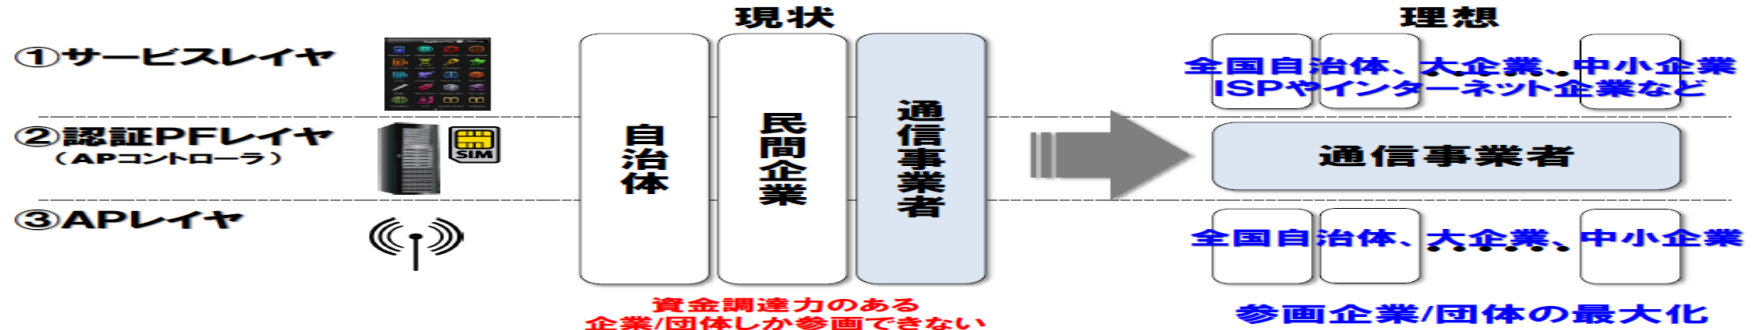 現状
理想
①サービスレイヤ
全国自治体、大企業、中小企業
ISPやインターネット企業など
②認証PFレイヤ
（APコントローラ）
SIM
自治体
民間企業
通信事業者
通信事業者
③APレイヤ
全国自治体、大企業、中小企業
資金調達力のある
企業/団体しか参画できない
参画企業/団体の最大化